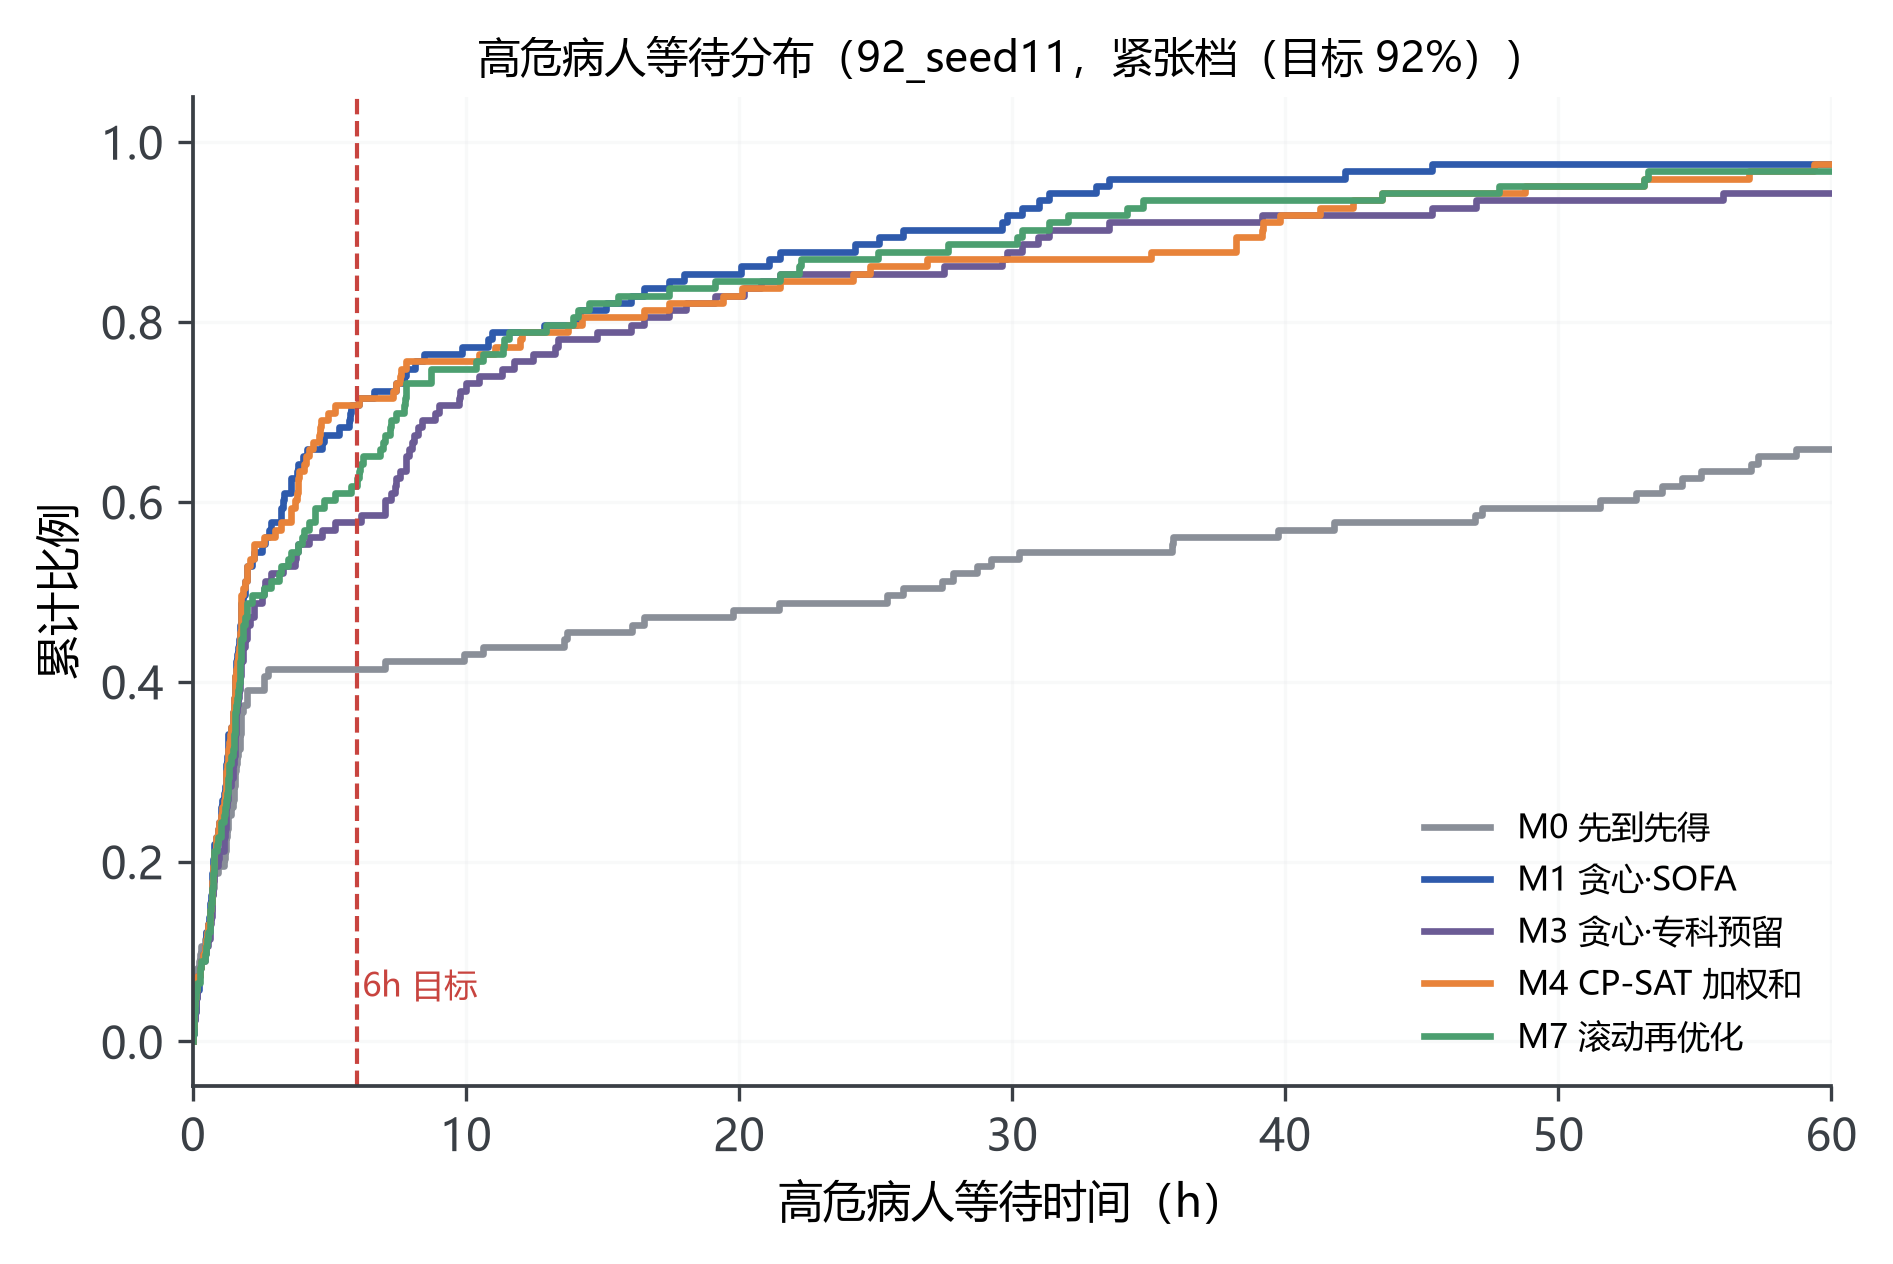 高危病人等待分布（92_seed11，紧张档（目标 92%））
累计比例
1.0
0.8
0.6
0.4
0.2
0.0
6h 目标
M0 先到先得
M1 贪心·SOFA
M3 贪心·专科预留
M4 CP-SAT 加权和
M7 滚动再优化
0 10 20 30 40 50 60
高危病人等待时间（h）